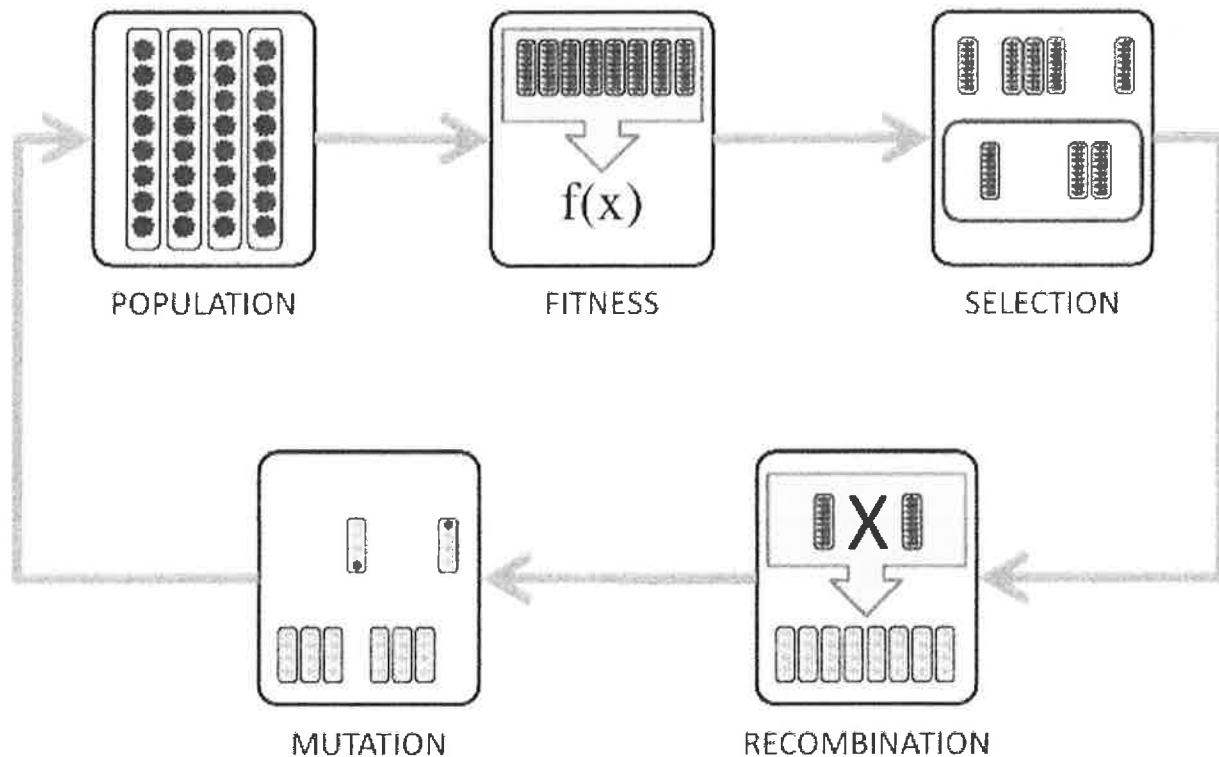 f(x)
POPULATION
FITNESS
SELECTION
X
MUTATION
RECOMBINATION